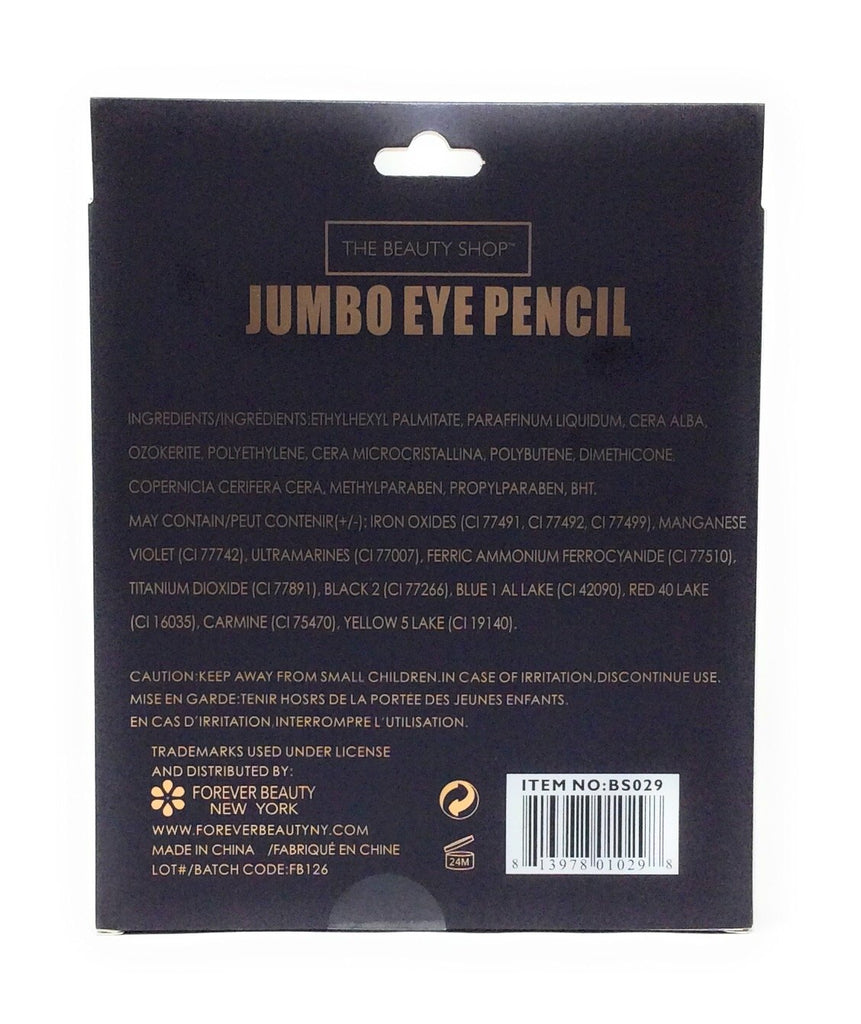 THE BEAUTY SHOP™
JUMBO EYE PENCIL
INGREDIENTS/INGRÉDIENTS:ETHYLHEXYL PALMITATE, PARAFFINUM LIQUIDUM, CERA ALBA,
OZOKERITE, POLYETHYLENE, CERA MICROCRISTALLINA, POLYBUTENE, DIMETHICONE,
COPERNICIA CERIFERA CERA, METHYLPARABEN, PROPYLPARABEN, BHT.
MAY CONTAIN/PEUT CONTENIR(+/-): IRON OXIDES (CI 77491, CI 77492, CI 77499), MANGANESE
VIOLET (CI 77742), ULTRAMARINES (CI 77007), FERRIC AMMONIUM FERROCYANIDE (CI 77510),
TITANIUM DIOXIDE (CI 77891), BLACK 2 (CI 77266), BLUE 1 AL LAKE (CI 42090), RED 40 LAKE
(CI 16035), CARMINE (CI 75470), YELLOW 5 LAKE (CI 19140).
CAUTION:KEEP AWAY FROM SMALL CHILDREN.IN CASE OF IRRITATION,DISCONTINUE USE.
MISE EN GARDE:TENIR HOSRS DE LA PORTÉE DES JEUNES ENFANTS.
EN CAS D'IRRITATION,INTERROMPRE L'UTILISATION.
TRADEMARKS USED UNDER LICENSE
AND DISTRIBUTED BY:
FOREVER BEAUTY
NEW YORK
WWW.FOREVERBEAUTYNY.COM
MADE IN CHINA /FABRIQUÉ EN CHINE
LOT#/BATCH CODE:FB126
24M
ITEM NO:BS029
8 13978 01029 8